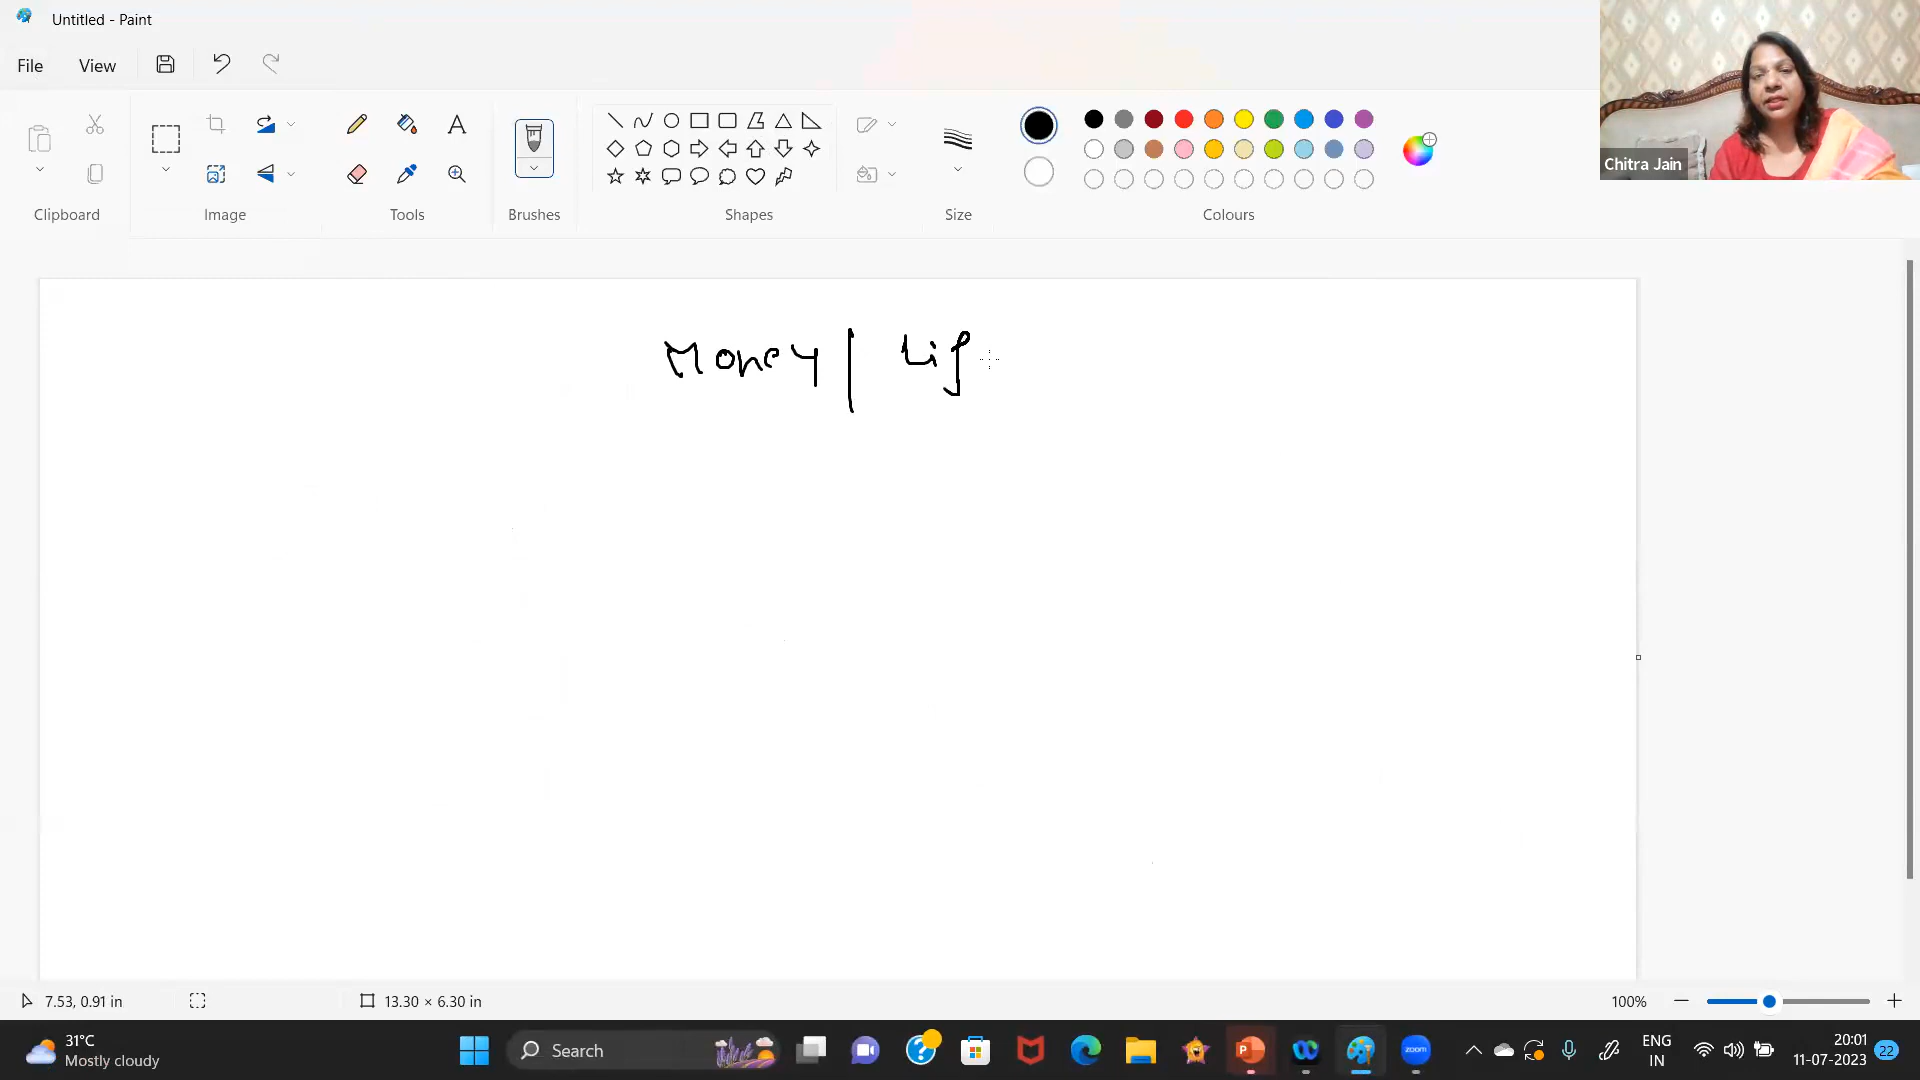 Untitled - Paint
File View
Clipboard Image Tools Brushes Shapes Size Colours
Chitra Jain
Money | Lif
7.53, 0.91 in 13.30 × 6.30 in 100%
31°C
Mostly cloudy
Search
zoom
ENG
IN
20:01
11-07-2023
22